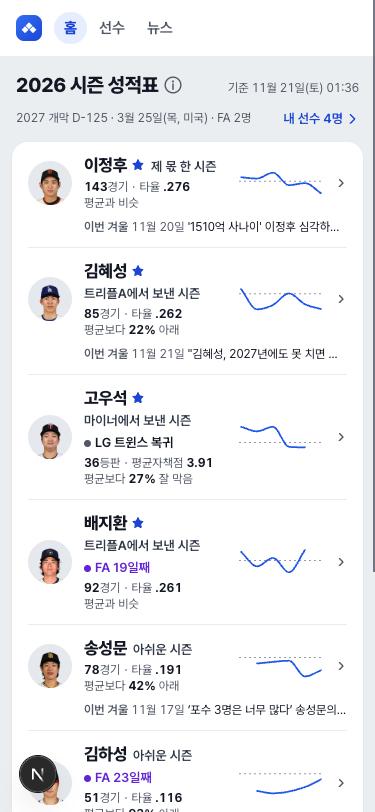 홈 선수 뉴스
2026 시즌 성적표
기준 11월 21일(토) 01:36
2027 개막 D-125 · 3월 25일(목, 미국) · FA 2명
내 선수 4명
이정후 제 몫 한 시즌
143경기 · 타율 .276
평균과 비슷
이번 겨울 11월 20일 '1510억 사나이' 이정후 심각하...
김혜성
트리플A에서 보낸 시즌
85경기 · 타율 .262
평균보다 22% 아래
이번 겨울 11월 21일 "김혜성, 2027년에도 못 치면 ...
고우석
마이너에서 보낸 시즌
LG 트윈스 복귀
36등판 · 평균자책점 3.91
평균보다 27% 잘 막음
배지환
트리플A에서 보낸 시즌
FA 19일째
92경기 · 타율 .261
평균과 비슷
송성문 아쉬운 시즌
78경기 · 타율 .191
평균보다 42% 아래
이번 겨울 11월 17일 '포수 3명은 너무 많다' 송성문의...
김하성 아쉬운 시즌
FA 23일째
51경기 · 타율 .116
N